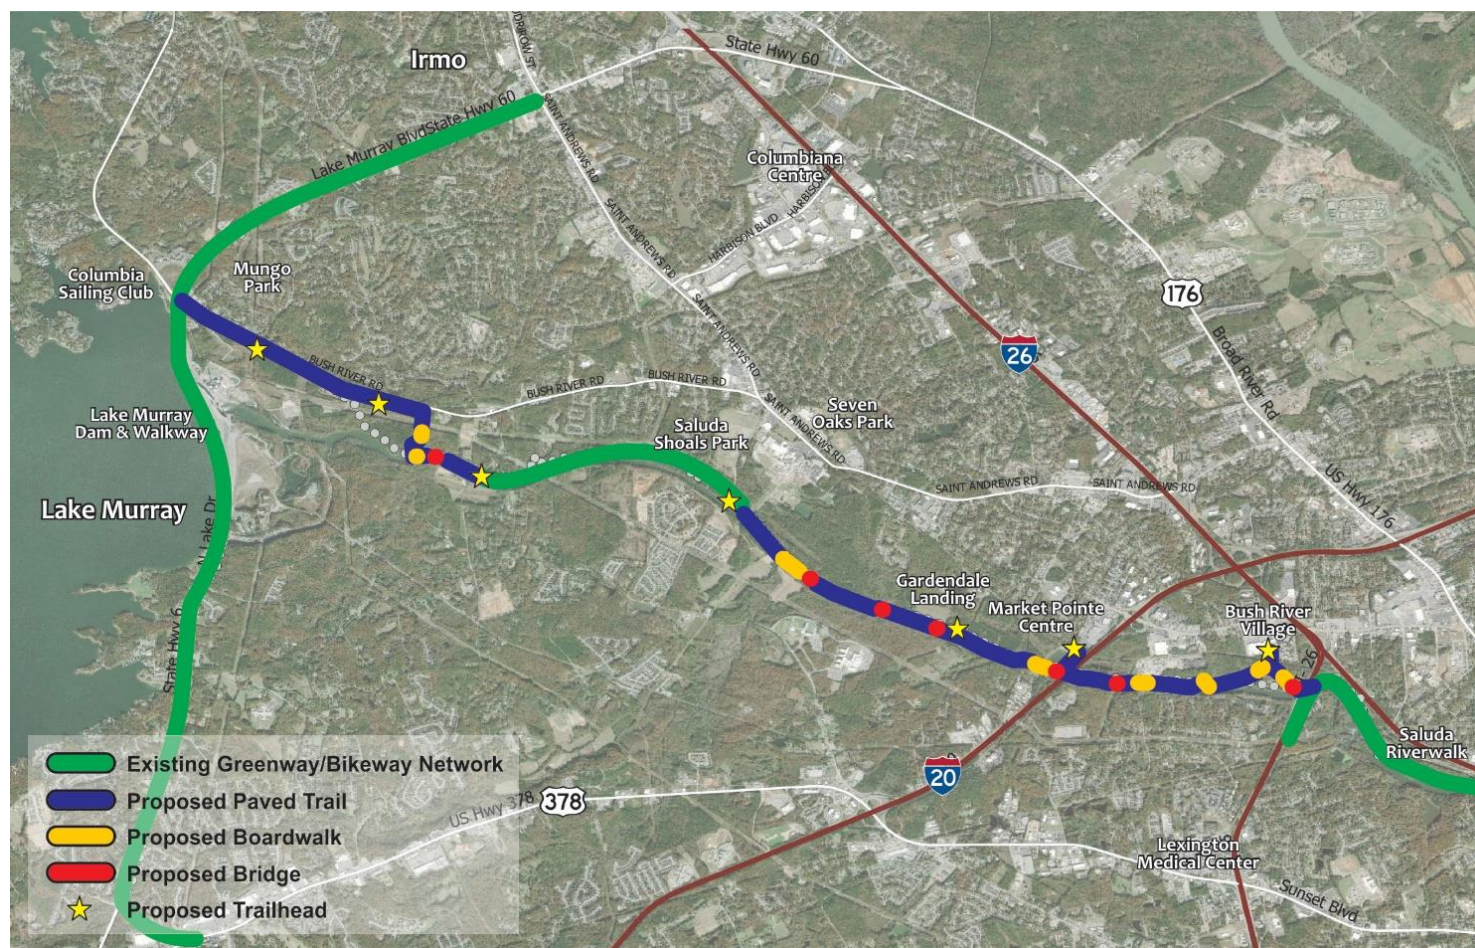 Irmo
DRIROW ST
State Hwy 60
Lake Murray Blvd
State Hwy 60
SAINT ANDREWS RD
Columbiana
Centre
HARBISON BLVD
SAINT ANDREWS RD
HARBISON
Columbia
Sailing Club
Mungo
Park
176
SAINT ANDREWS RD
26
Broad River Rd
BUSH RIVER RD
BUSH RIVER RD
BUSH RIVER RD
Lake Murray
Dam & Walkway
Saluda
Shoals Park
Seven
Oaks Park
SAINT ANDREWS RD
SAINT ANDREWS RD
SAINT ANDREWS RD
US Hwy 176
Lake Murray
N. Lake Dr
State Hwy 6
Gardendale
Landing
Market Pointe
Centre
Bush River
Village
I-26
Saluda
Riverwalk
20
378
US Hwy 378
Lexington
Medical Center
Sunset Blvd
Existing Greenway/Bikeway Network
Proposed Paved Trail
Proposed Boardwalk
Proposed Bridge
Proposed Trailhead